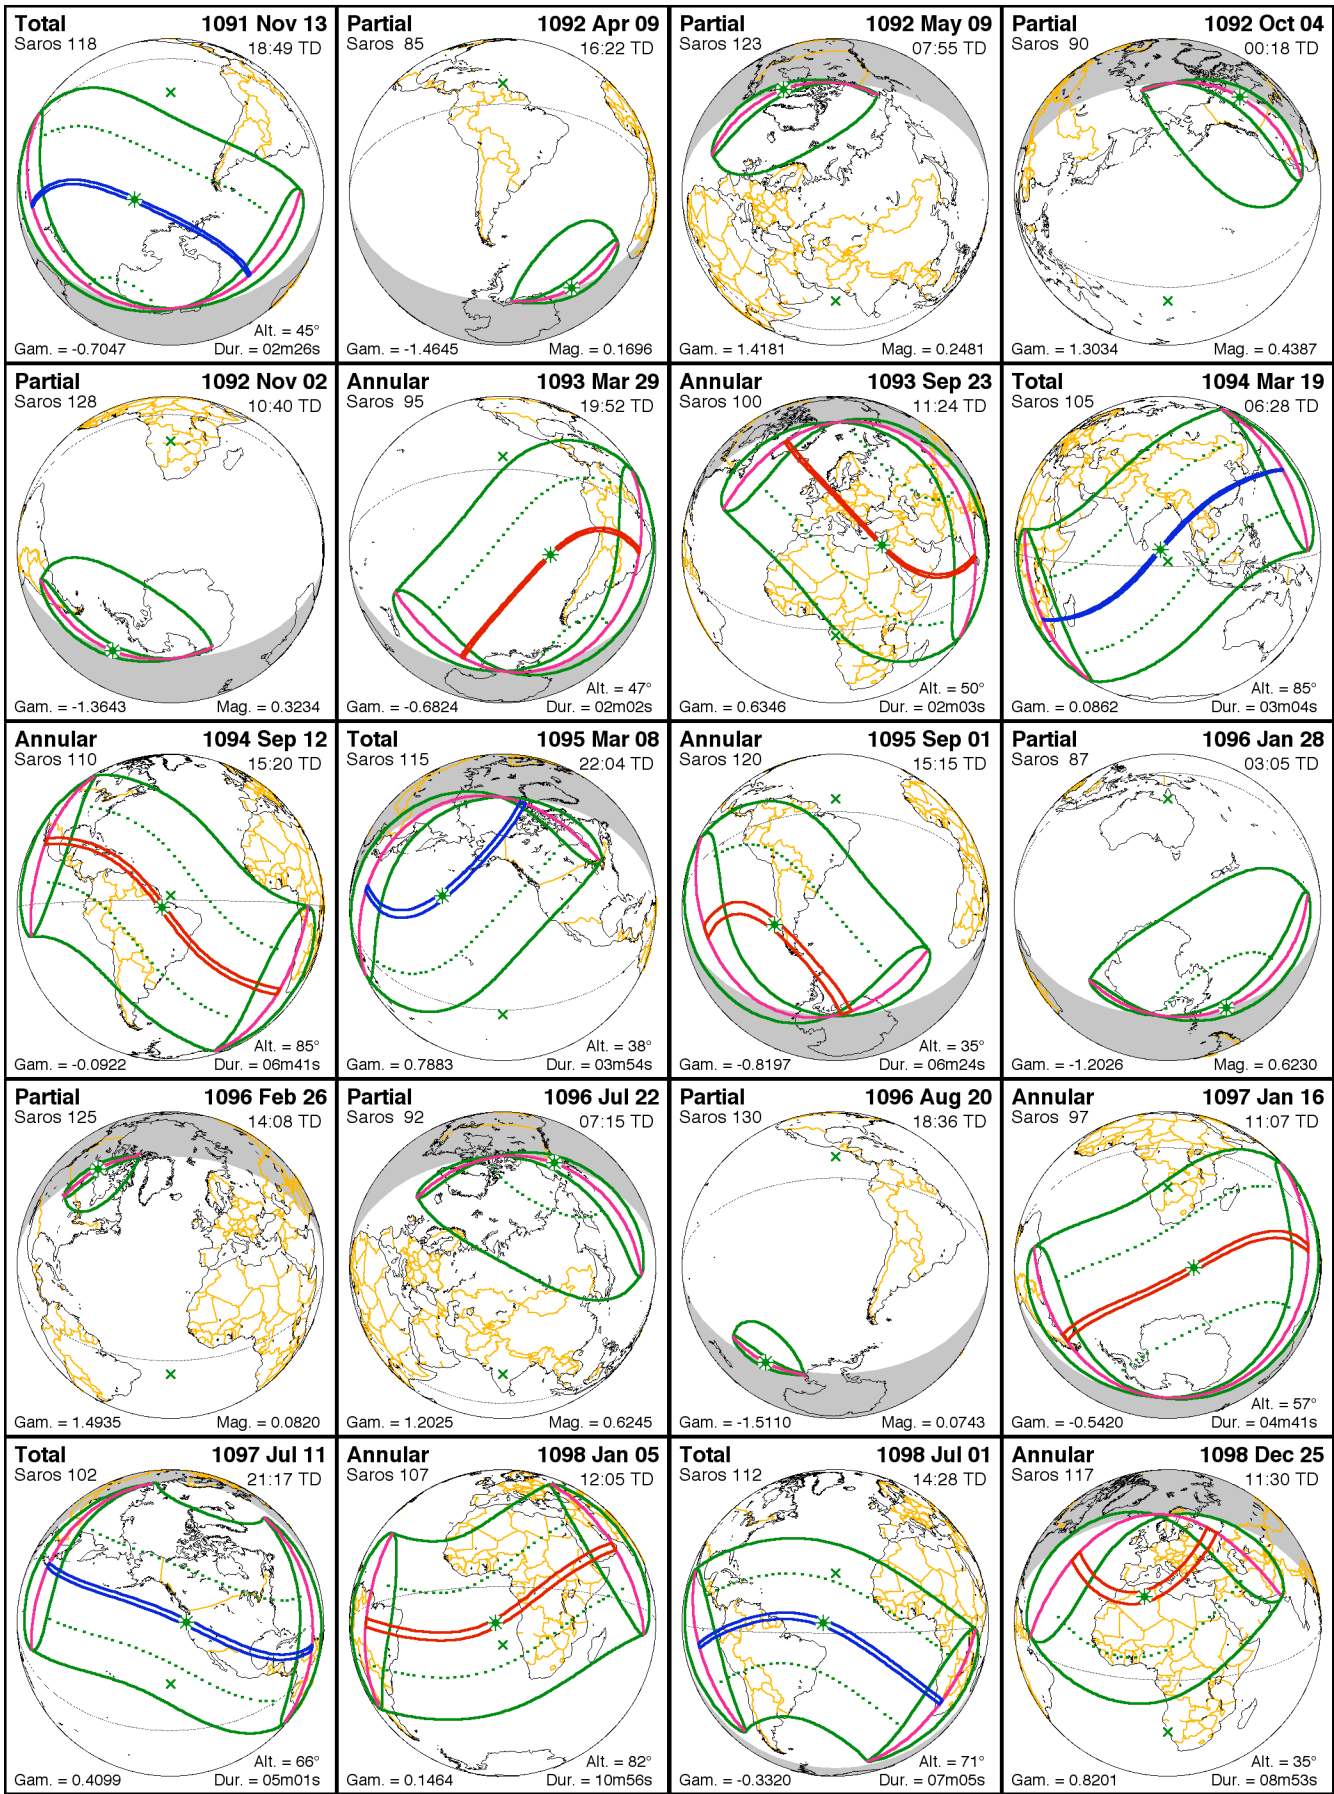 Total 1091 Nov 13
Saros 118 18:49 TD
Alt. = 45°
Gam. = -0.7047 Dur. = 02m26s
Partial 1092 Apr 09
Saros 85 16:22 TD
Gam. = -1.4645 Mag. = 0.1696
Partial 1092 May 09
Saros 123 07:55 TD
Gam. = 1.4181 Mag. = 0.2481
Partial 1092 Oct 04
Saros 90 00:18 TD
Gam. = 1.3034 Mag. = 0.4387
Partial 1092 Nov 02
Saros 128 10:40 TD
Gam. = -1.3643 Mag. = 0.3234
Annular 1093 Mar 29
Saros 95 19:52 TD
Alt. = 47°
Gam. = -0.6824 Dur. = 02m02s
Annular 1093 Sep 23
Saros 100 11:24 TD
Alt. = 50°
Gam. = 0.6346 Dur. = 02m03s
Total 1094 Mar 19
Saros 105 06:28 TD
Alt. = 85°
Gam. = 0.0862 Dur. = 03m04s
Annular 1094 Sep 12
Saros 110 15:20 TD
Alt. = 85°
Gam. = -0.0922 Dur. = 06m41s
Total 1095 Mar 08
Saros 115 22:04 TD
Alt. = 38°
Gam. = 0.7883 Dur. = 03m54s
Annular 1095 Sep 01
Saros 120 15:15 TD
Alt. = 35°
Gam. = -0.8197 Dur. = 06m24s
Partial 1096 Jan 28
Saros 87 03:05 TD
Gam. = -1.2026 Mag. = 0.6230
Partial 1096 Feb 26
Saros 125 14:08 TD
Gam. = 1.4935 Mag. = 0.0820
Partial 1096 Jul 22
Saros 92 07:15 TD
Gam. = 1.2025 Mag. = 0.6245
Partial 1096 Aug 20
Saros 130 18:36 TD
Gam. = -1.5110 Mag. = 0.0743
Annular 1097 Jan 16
Saros 97 11:07 TD
Alt. = 57°
Gam. = -0.5420 Dur. = 04m41s
Total 1097 Jul 11
Saros 102 21:17 TD
Alt. = 66°
Gam. = 0.4099 Dur. = 05m01s
Annular 1098 Jan 05
Saros 107 12:05 TD
Alt. = 82°
Gam. = 0.1464 Dur. = 10m56s
Total 1098 Jul 01
Saros 112 14:28 TD
Alt. = 71°
Gam. = -0.3320 Dur. = 07m05s
Annular 1098 Dec 25
Saros 117 11:30 TD
Alt. = 35°
Gam. = 0.8201 Dur. = 08m53s